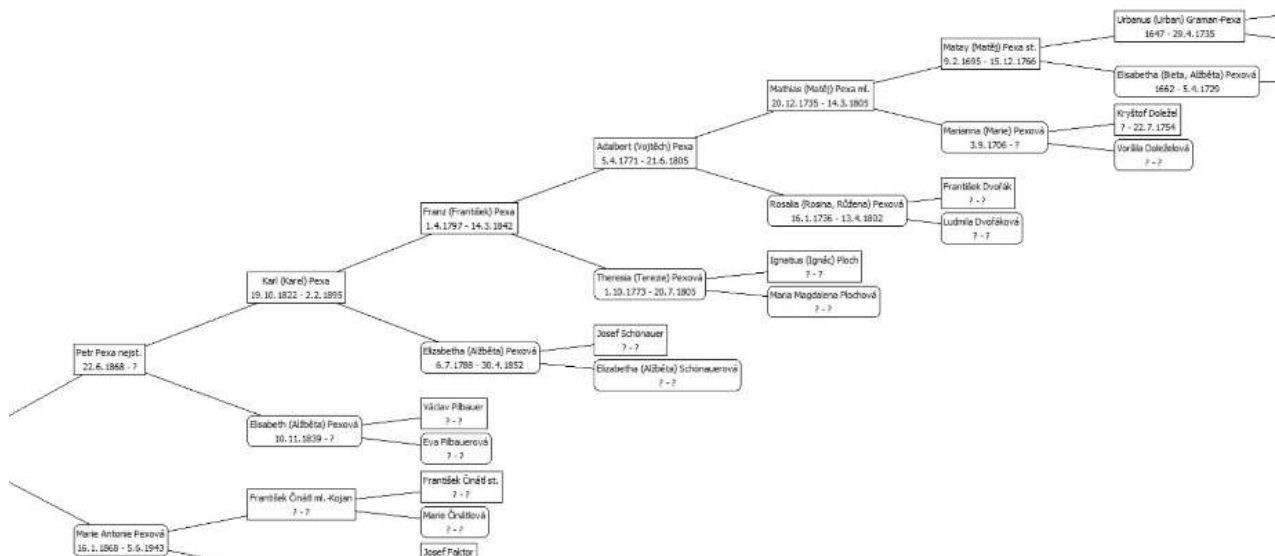 Urbanus (Urban) Graman-Pexa
1647 - 29.4.1735
Matay (Matěj) Pexa st.
9.2.1695 - 15.12.1766
Elisabetha (Bieta, Alžběta) Pexová
1662 - 5.4.1729
Mathias (Matěj) Pexa ml.
20.12.1735 - 14.3.1805
Kryštof Doležel
? - 22.7.1754
Marianna (Marie) Pexová
3.9.1706 - ?
Voršila Doleželová
? - ?
Adalbert (Vojtěch) Pexa
5.4.1771 - 21.6.1805
František Dvořák
? - ?
Rosalia (Rosina, Růžena) Pexová
16.1.1736 - 13.4.1802
Ludmila Dvořáková
? - ?
Franz (František) Pexa
1.4.1797 - 14.3.1842
Ignatius (Ignác) Ploch
? - ?
Theresia (Terezie) Pexová
1.10.1773 - 20.7.1805
Maria Magdalena Plochová
? - ?
Karl (Karel) Pexa
19.10.1822 - 2.2.1895
Josef Schönauer
? - ?
Elizabetha (Alžběta) Pexová
6.7.1788 - 30.4.1852
Elizabetha (Alžběta) Schönauerová
? - ?
Petr Pexa nejst.
22.6.1868 - ?
Václav Pilbauer
? - ?
Elisabeth (Alžběta) Pexová
10.11.1839 - ?
Eva Pilbauerová
? - ?
František Činátl st.
? - ?
František Činátl ml.-Kojan
? - ?
Marie Činátlová
? - ?
Marie Antonie Pexová
16.1.1868 - 5.6.1943
Josef Faktor